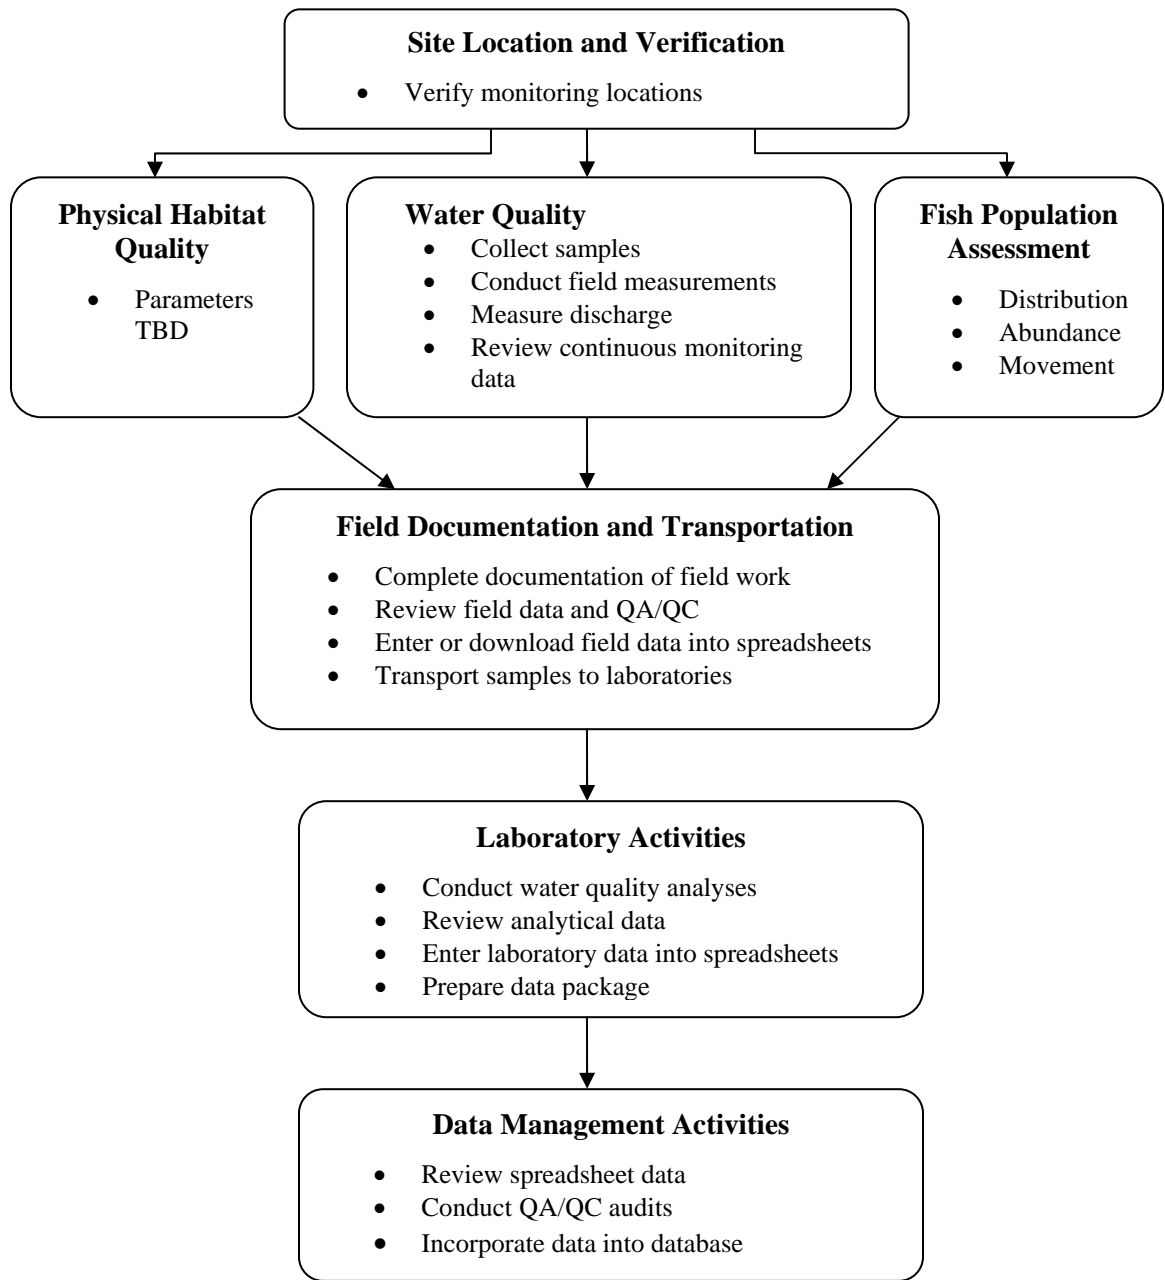 Site Location and Verification
• Verify monitoring locations
Physical Habitat
Quality
• Parameters
TBD
Water Quality
• Collect samples
• Conduct field measurements
• Measure discharge
• Review continuous monitoring
data
Fish Population
Assessment
• Distribution
• Abundance
• Movement
Field Documentation and Transportation
• Complete documentation of field work
• Review field data and QA/QC
• Enter or download field data into spreadsheets
• Transport samples to laboratories
Laboratory Activities
• Conduct water quality analyses
• Review analytical data
• Enter laboratory data into spreadsheets
• Prepare data package
Data Management Activities
• Review spreadsheet data
• Conduct QA/QC audits
• Incorporate data into database